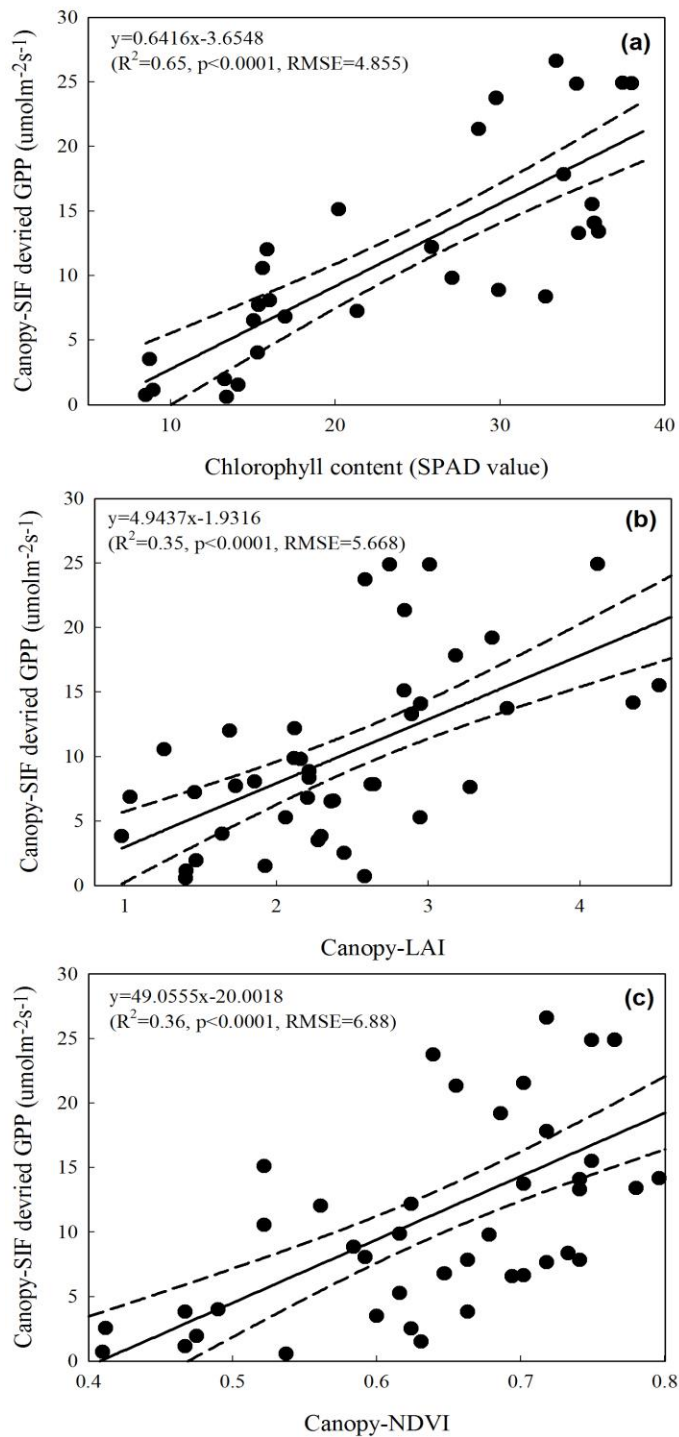 y=0.6416x-3.6548
(R²=0.65, p<0.0001, RMSE=4.855)
(a)
30
25
20
15
10
5
0
Canopy-SIF devried GPP (umolm⁻²s⁻¹)
10
20
30
40
Chlorophyll content (SPAD value)
y=4.9437x-1.9316
(R²=0.35, p<0.0001, RMSE=5.668)
(b)
30
25
20
15
10
5
0
Canopy-SIF devried GPP (umolm⁻²s⁻¹)
1
2
3
4
Canopy-LAI
y=49.0555x-20.0018
(R²=0.36, p<0.0001, RMSE=6.88)
(c)
30
25
20
15
10
5
0
Canopy-SIF devried GPP (umolm⁻²s⁻¹)
0.4
0.5
0.6
0.7
0.8
Canopy-NDVI